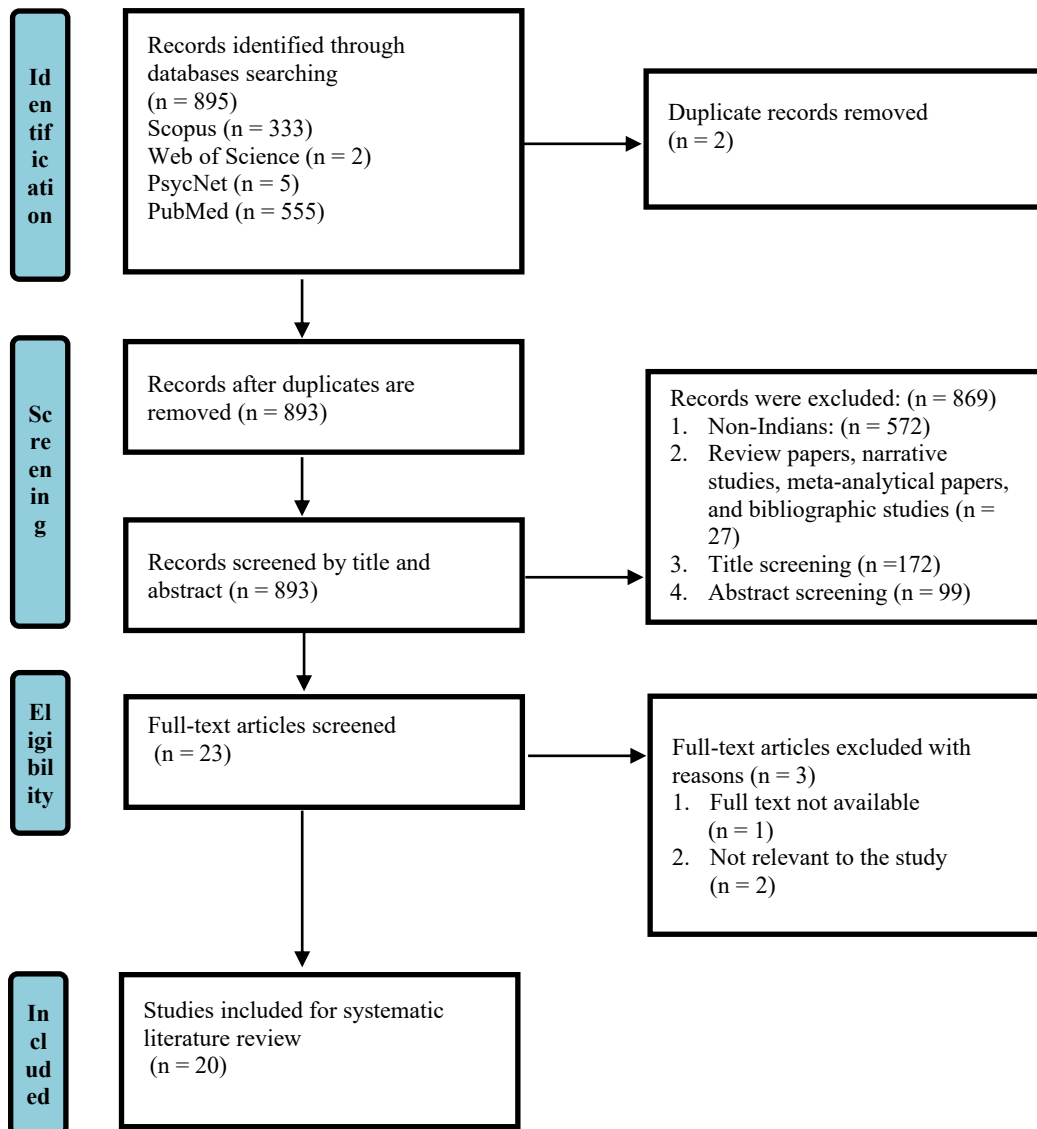 Id
en
tif
ic
ati
on
Records identified through
databases searching
(n = 895)
Scopus (n = 333)
Web of Science (n = 2)
PsycNet (n = 5)
PubMed (n = 555)
Duplicate records removed
(n = 2)
Sc
re
en
in
g
Records after duplicates are
removed (n = 893)
Records screened by title and
abstract (n = 893)
Records were excluded: (n = 869)
1. Non-Indians: (n = 572)
2. Review papers, narrative
studies, meta-analytical papers,
and bibliographic studies (n =
27)
3. Title screening (n =172)
4. Abstract screening (n = 99)
El
igi
bil
ity
Full-text articles screened
(n = 23)
Full-text articles excluded with
reasons (n = 3)
1. Full text not available
(n = 1)
2. Not relevant to the study
(n = 2)
In
cl
ud
ed
Studies included for systematic
literature review
(n = 20)